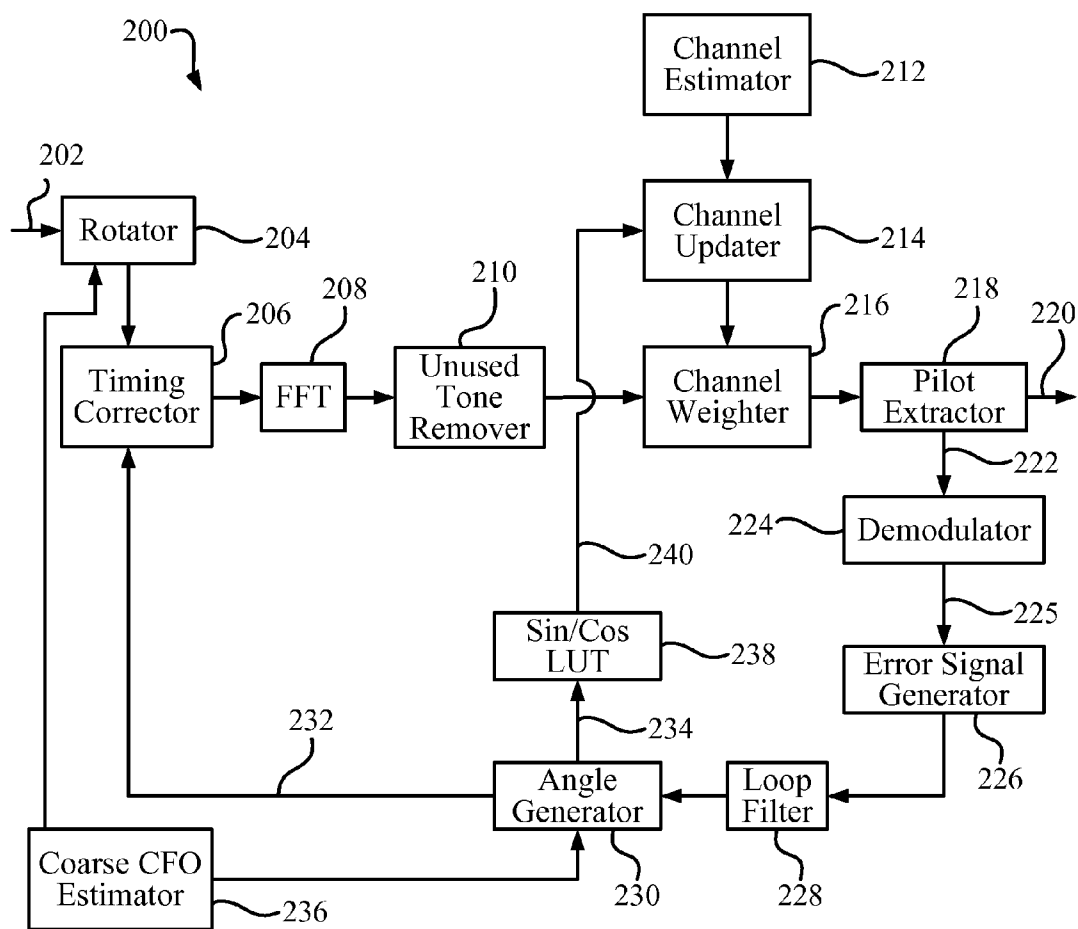 200
Channel
Estimator
212
202
Rotator
204
Channel
Updater
214
210
208
206
216
218
220
Timing
Corrector
FFT
Unused
Tone
Remover
Channel
Weighter
Pilot
Extractor
222
224
Demodulator
240
225
Sin/Cos
LUT
238
Error Signal
Generator
226
234
232
Angle
Generator
230
Loop
Filter
228
Coarse CFO
Estimator
236